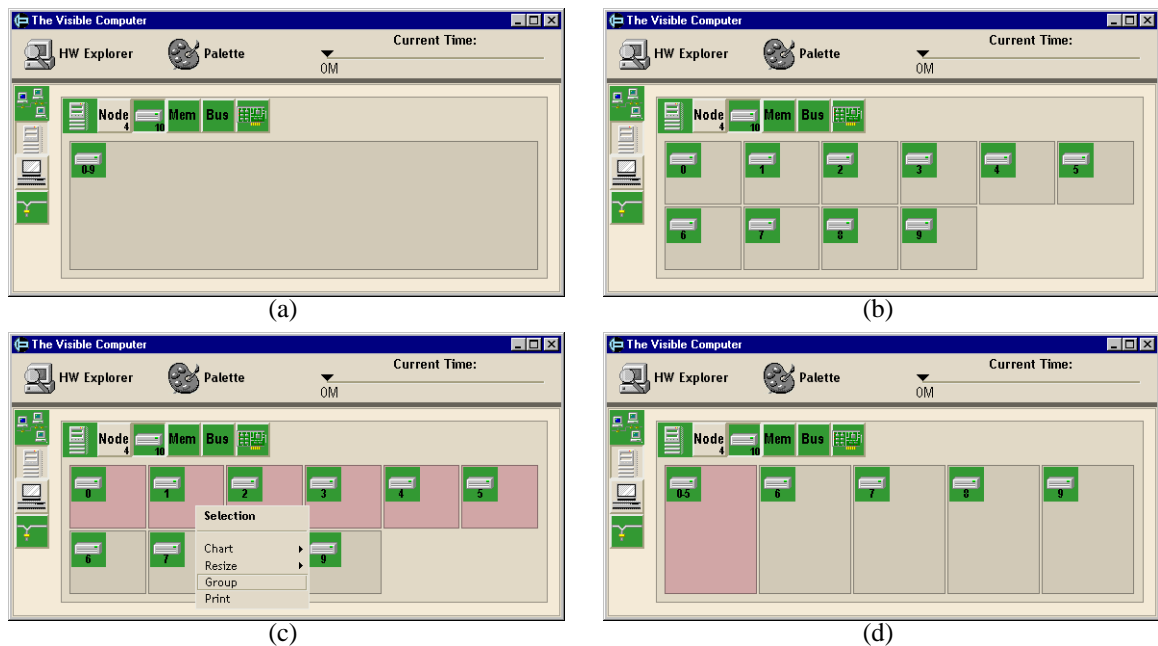 The Visible Computer
HW Explorer Palette Current Time:
0M
Node 4 10 Mem Bus
0-9
(a)
The Visible Computer
HW Explorer Palette Current Time:
0M
Node 4 10 Mem Bus
0 1 2 3 4 5
6 7 8 9
(b)
The Visible Computer
HW Explorer Palette Current Time:
0M
Node 4 10 Mem Bus
0 1 2 3 4 5
Selection
Chart
6 7 9
Resize
Group
Print
(c)
The Visible Computer
HW Explorer Palette Current Time:
0M
Node 4 10 Mem Bus
0-5 6 7 8 9
(d)